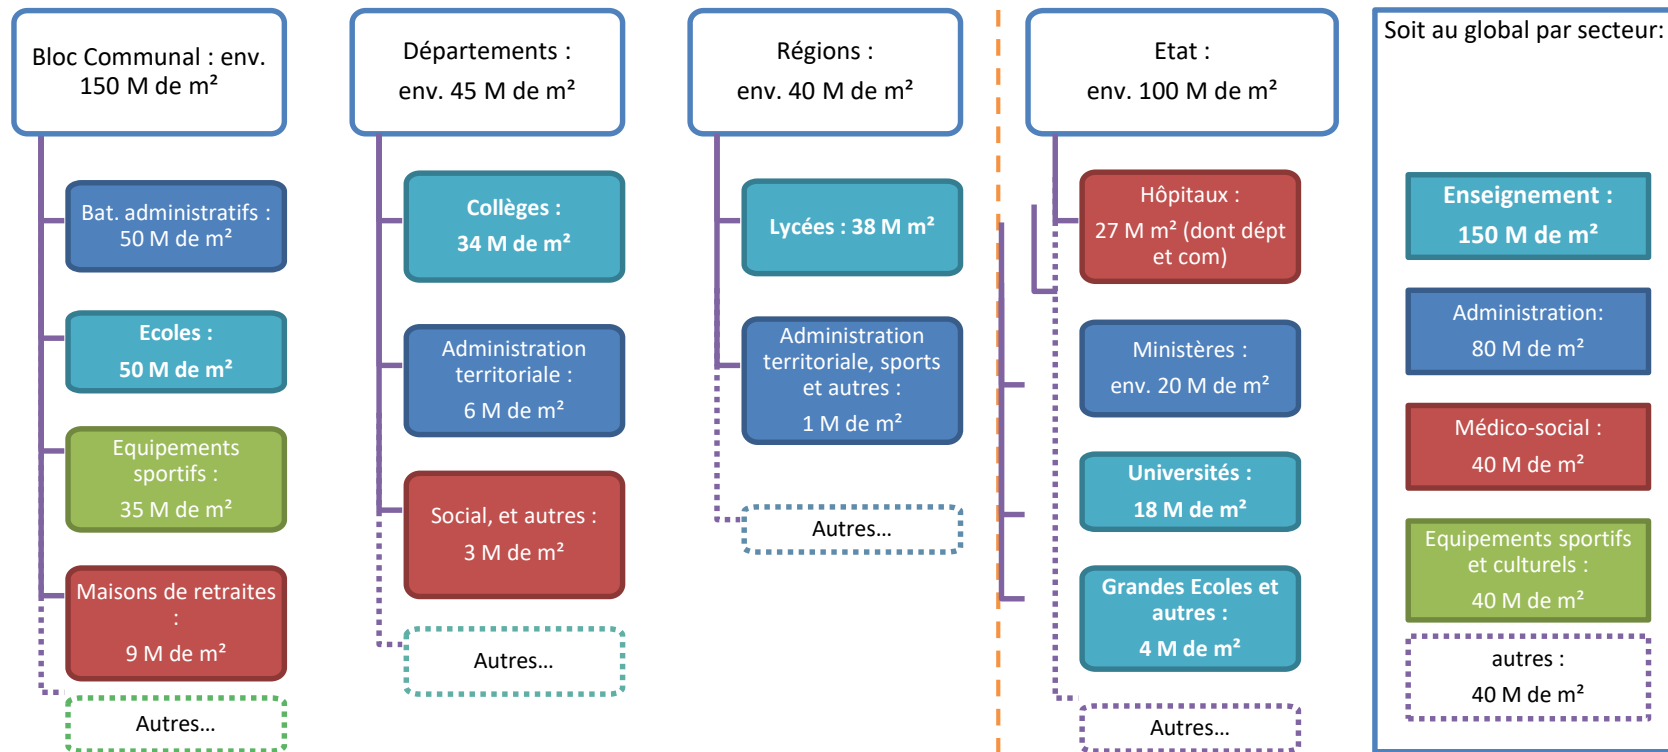 Bloc Communal : env.
150 M de m²
Bat. administratifs :
50 M de m²
Ecoles :
50 M de m²
Equipements
sportifs :
35 M de m²
Maisons de retraites
:
9 M de m²
Autres…
Départements :
env. 45 M de m²
Collèges :
34 M de m²
Administration
territoriale :
6 M de m²
Social, et autres :
3 M de m²
Autres…
Régions :
env. 40 M de m²
Lycées : 38 M m²
Administration
territoriale, sports
et autres :
1 M de m²
Autres…
Etat :
env. 100 M de m²
Hôpitaux :
27 M m² (dont dépt
et com)
Ministères :
env. 20 M de m²
Universités :
18 M de m²
Grandes Ecoles et
autres :
4 M de m²
Autres…
Soit au global par secteur:
Enseignement :
150 M de m²
Administration:
80 M de m²
Médico-social :
40 M de m²
Equipements sportifs
et culturels :
40 M de m²
autres :
40 M de m²